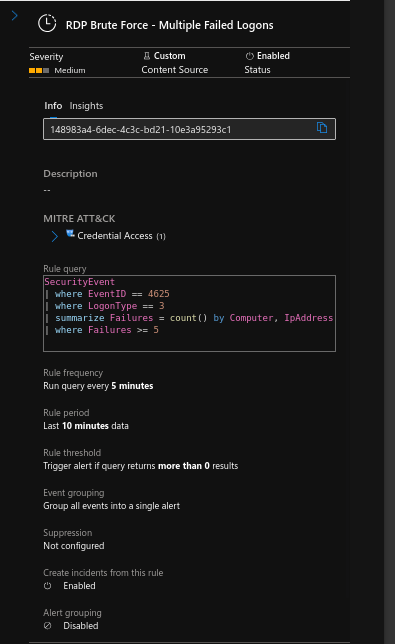 RDP Brute Force - Multiple Failed Logons
Severity
Medium
Custom
Content Source
Enabled
Status
Info Insights
148983a4-6dec-4c3c-bd21-10e3a95293c1
Description
--
MITRE ATT&CK
Credential Access (1)
Rule query
SecurityEvent
| where EventID == 4625
| where LogonType == 3
| summarize Failures = count() by Computer, IpAddress
| where Failures >= 5
Rule frequency
Run query every 5 minutes
Rule period
Last 10 minutes data
Rule threshold
Trigger alert if query returns more than 0 results
Event grouping
Group all events into a single alert
Suppression
Not configured
Create incidents from this rule
Enabled
Alert grouping
Disabled